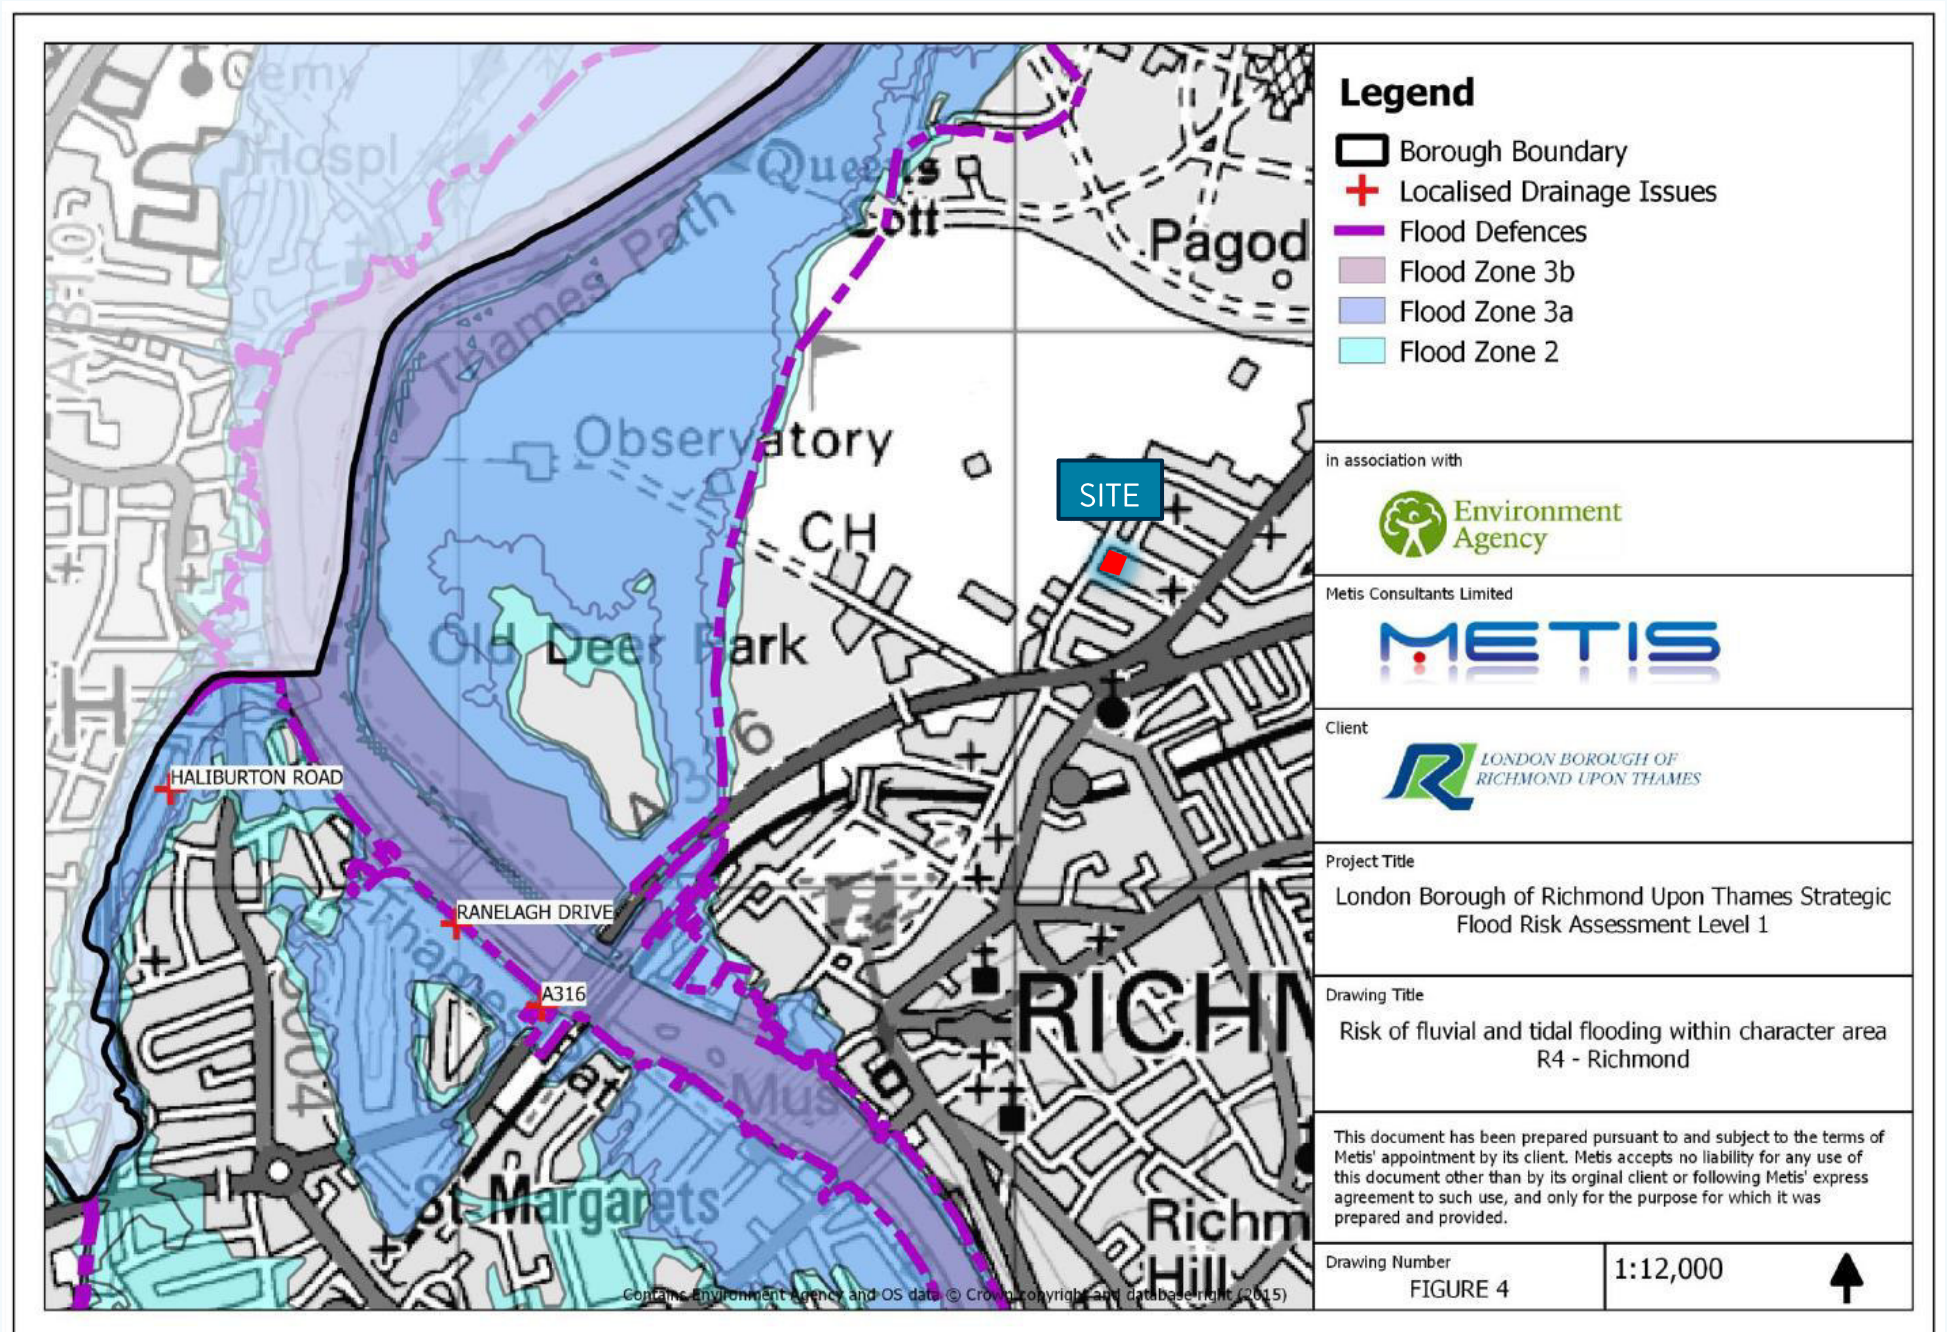 Cemy
Hospl
Queens
Cott
Pagod
Thames Path
Observatory
CH
SITE
Old Deer Park
A 316
HALIBURTON ROAD
RANELAGH DRIVE
A316
Thames
RICHM
Mus
St Margarets
Richm
Hill
Contains Environment Agency and OS data © Crown copyright and database right (2015)
Legend
Borough Boundary
Localised Drainage Issues
Flood Defences
Flood Zone 3b
Flood Zone 3a
Flood Zone 2
in association with
Environment
Agency
Metis Consultants Limited
METIS
Client
LONDON BOROUGH OF
RICHMOND UPON THAMES
Project Title
London Borough of Richmond Upon Thames Strategic
Flood Risk Assessment Level 1
Drawing Title
Risk of fluvial and tidal flooding within character area
R4 - Richmond
This document has been prepared pursuant to and subject to the terms of
Metis' appointment by its client. Metis accepts no liability for any use of
this document other than by its orginal client or following Metis' express
agreement to such use, and only for the purpose for which it was
prepared and provided.
Drawing Number
FIGURE 4
1:12,000